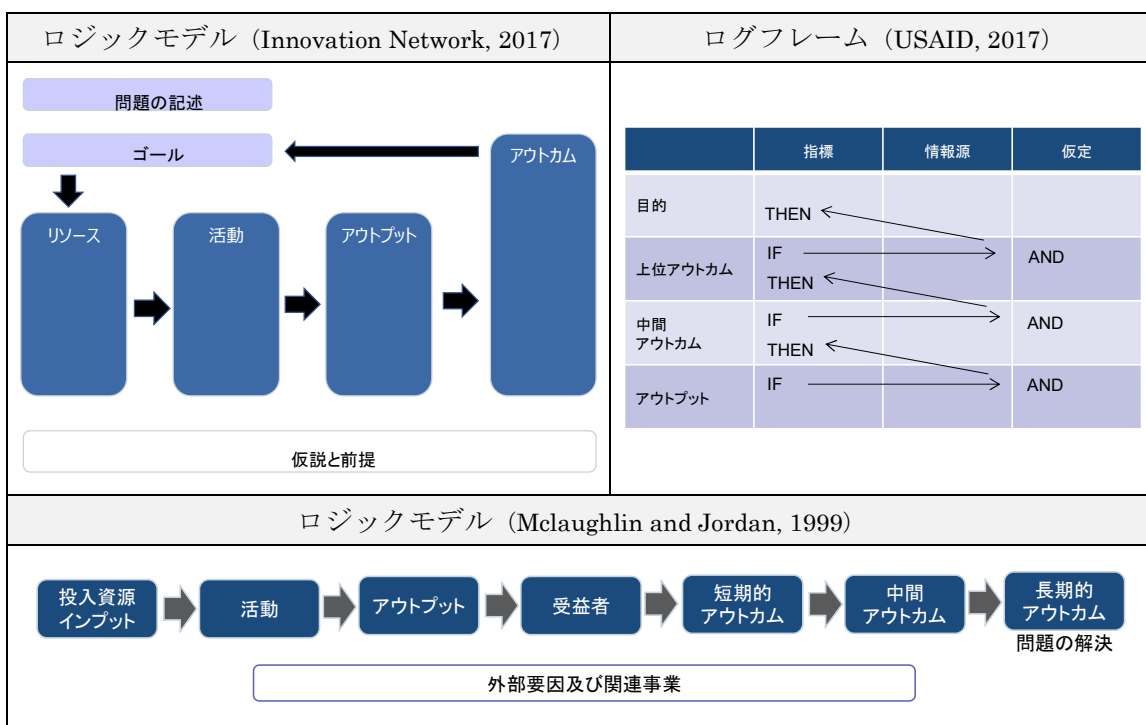 ロジックモデル (Innovation Network, 2017)
問題の記述
ゴール
アウトカム
リソース
活動
アウトプット
仮説と前提
ログフレーム (USAID, 2017)
指標 情報源 仮定
目的
THEN
上位アウトカム
IF
AND
THEN
中間
アウトカム
IF
AND
THEN
アウトプット
IF
AND
ロジックモデル (Mclaughlin and Jordan, 1999)
投入資源
インプット
活動
アウトプット
受益者
短期的
アウトカム
中間
アウトカム
長期的
アウトカム
問題の解決
外部要因及び関連事業